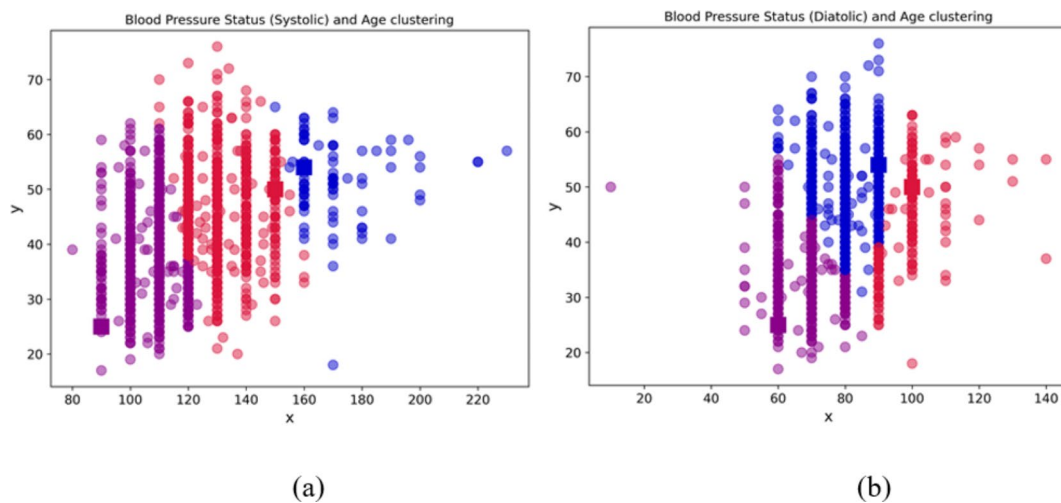 Blood Pressure Status (Systolic) and Age clustering
y
70
60
50
40
30
20
80 100 120 140 160 180 200 220
x
(a)
Blood Pressure Status (Diatolic) and Age clustering
y
70
60
50
40
30
20
20 40 60 80 100 120 140
x
(b)